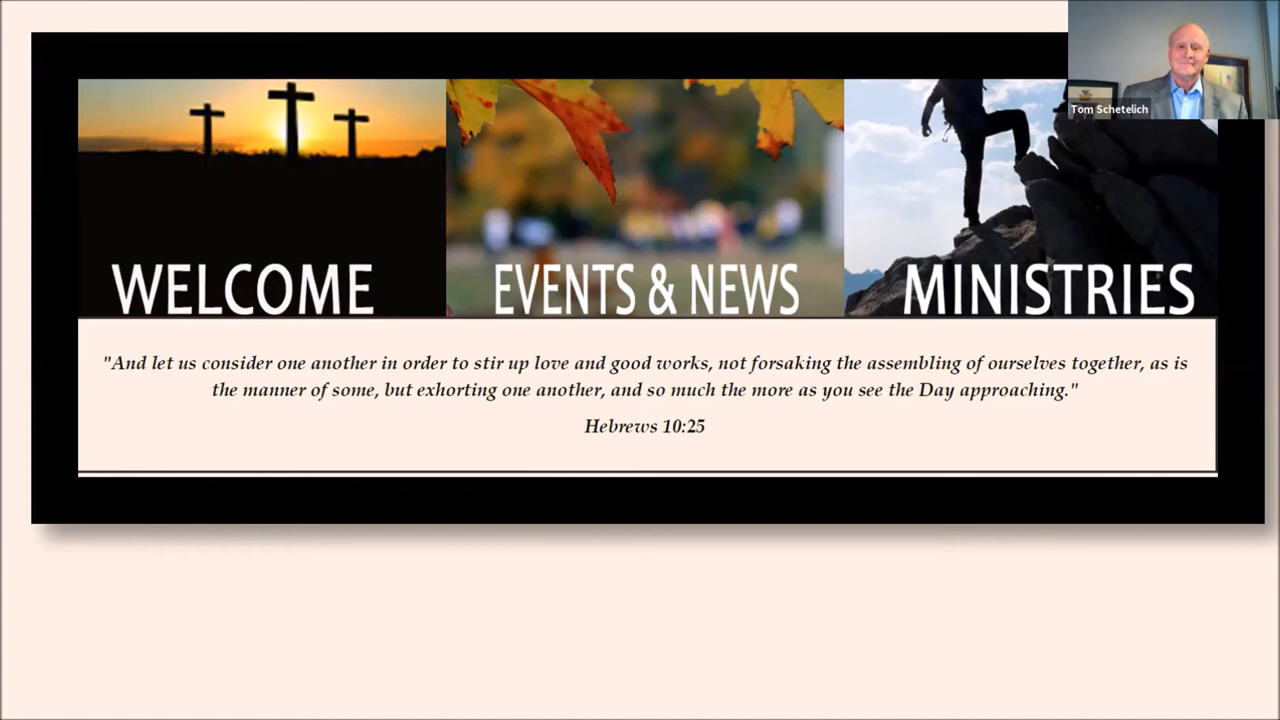 Tom Schetelich
WELCOME
EVENTS & NEWS
MINISTRIES
"And let us consider one another in order to stir up love and good works, not forsaking the assembling of ourselves together, as is
the manner of some, but exhorting one another, and so much the more as you see the Day approaching."
Hebrews 10:25